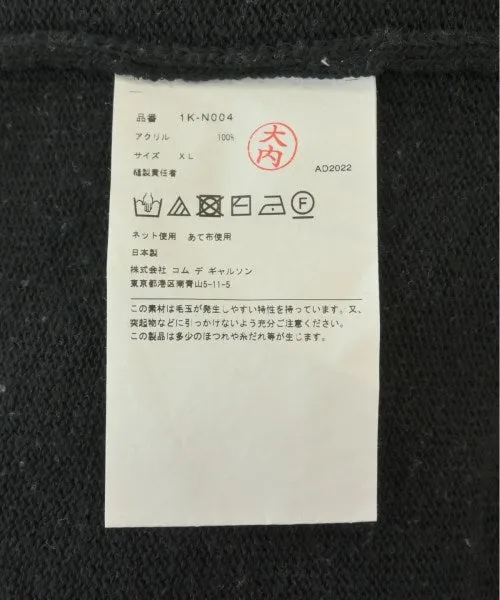 品番 1K-N004
アクリル 100%
大内
サイズ XL
縫製責任者 AD2022
F
ネット使用 あて布使用
日本製
株式会社 コム デ ギャルソン
東京都港区南青山5-11-5
この素材は毛玉が発生しやすい特性を持っています。又、
突起物などに引っかけないよう充分ご注意ください。
この製品は多少のほつれや糸だれ等が生じます。